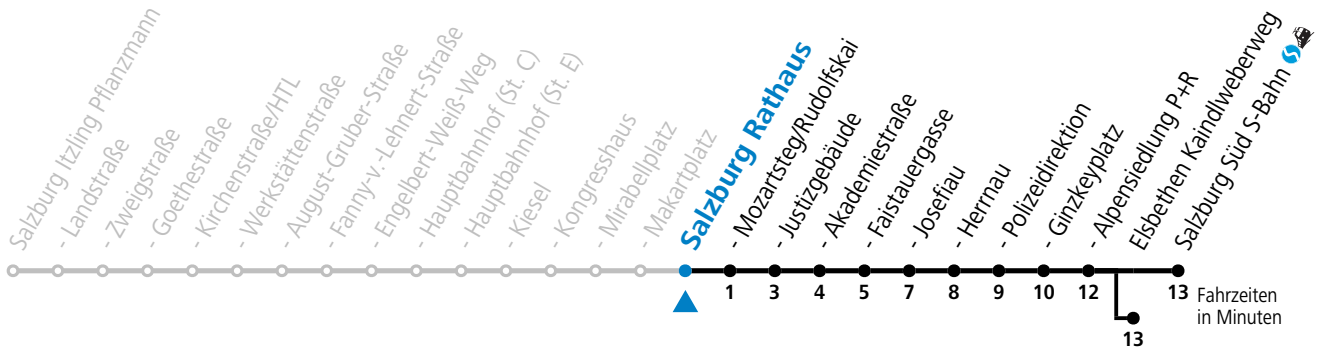 Salzburg Itzling Pflanzmann
- Landstraße
- Zweigstraße
- Goethestraße
- Kirchenstraße/HTL
- Werkstättenstraße
- August-Gruber-Straße
- Fanny-v.-Lehnert-Straße
- Engelbert-Weiß-Weg
- Hauptbahnhof (St. C)
- Hauptbahnhof (St. E)
- Kiesel
- Kongresshaus
- Mirabellplatz
- Makartplatz
Salzburg Rathaus
- Mozartsteg/Rudolfskai
- Justizgebäude
- Akademiestraße
- Faistauergasse
- Josefiau
- Herrnau
- Polizeidirektion
- Ginzkeyplatz
- Alpensiedlung P+R
Elsbethen Kaindlweberweg
Salzburg Süd S-Bahn
1 3 4 5 7 8 9 10 12 13
Fahrzeiten
in Minuten
13